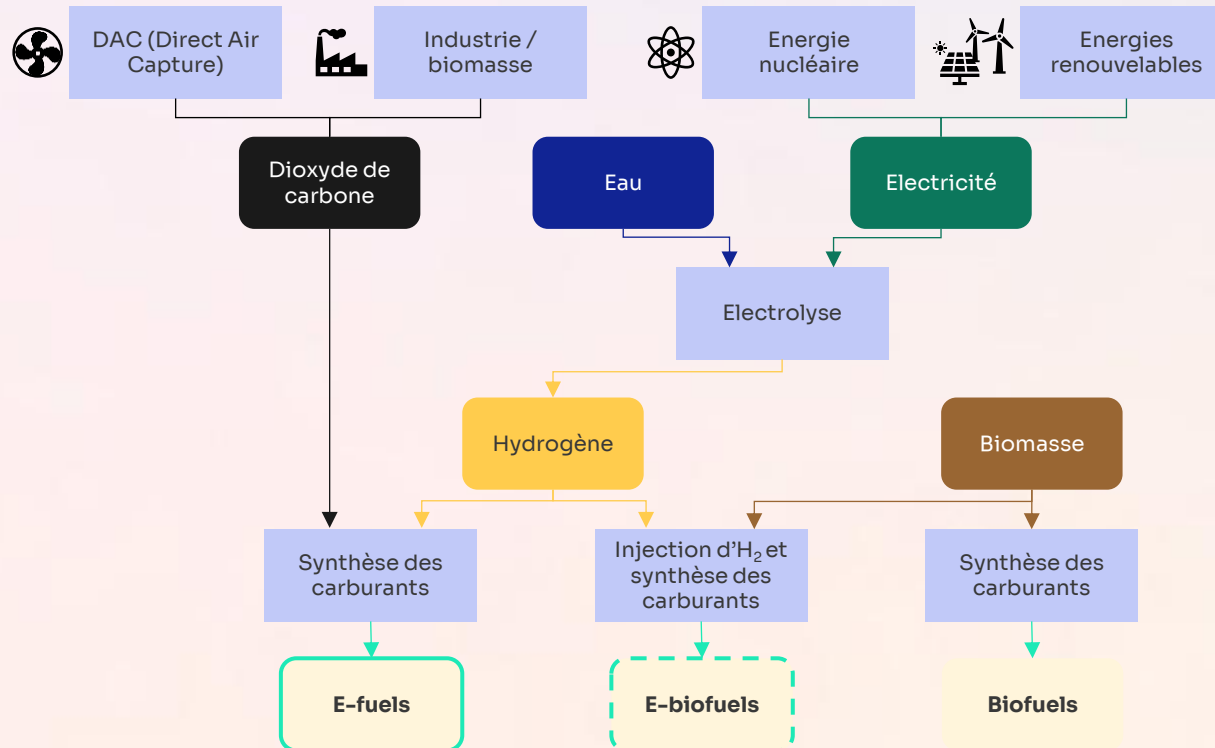 DAC (Direct Air
Capture)
Industrie /
biomasse
Energie
nucléaire
Energies
renouvelables
Dioxyde de
carbone
Eau
Electricité
Electrolyse
Hydrogène
Biomasse
Synthèse des
carburants
Injection d’H₂ et
synthèse des
carburants
Synthèse des
carburants
E-fuels
E-biofuels
Biofuels